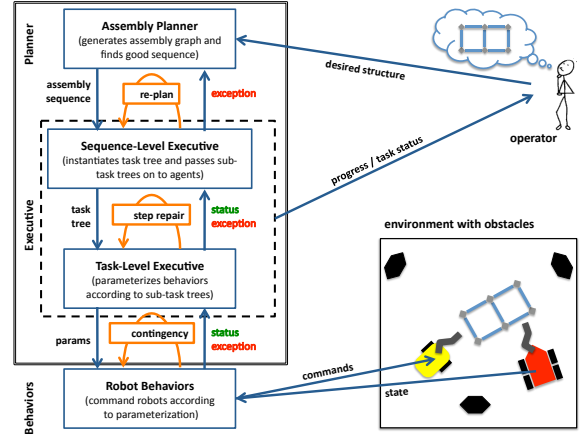 Planner
Assembly Planner
(generates assembly graph and
finds good sequence)
desired structure
operator
assembly
sequence
re-plan
exception
Executive
Sequence-Level Executive
(instantiates task tree and passes sub-
task trees on to agents)
progress / task status
task
tree
step repair
status
exception
environment with obstacles
Task-Level Executive
(parameterizes behaviors
according to sub-task trees)
params
contingency
status
exception
commands
state
Behaviors
Robot Behaviors
(command robots according
to parameterization)